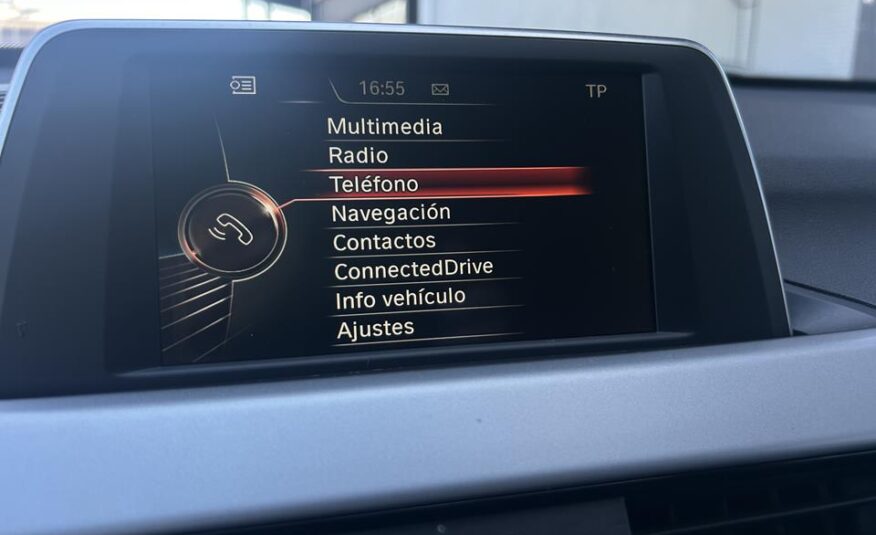 16:55 TP
Multimedia
Radio
Teléfono
Navegación
Contactos
ConnectedDrive
Info vehículo
Ajustes